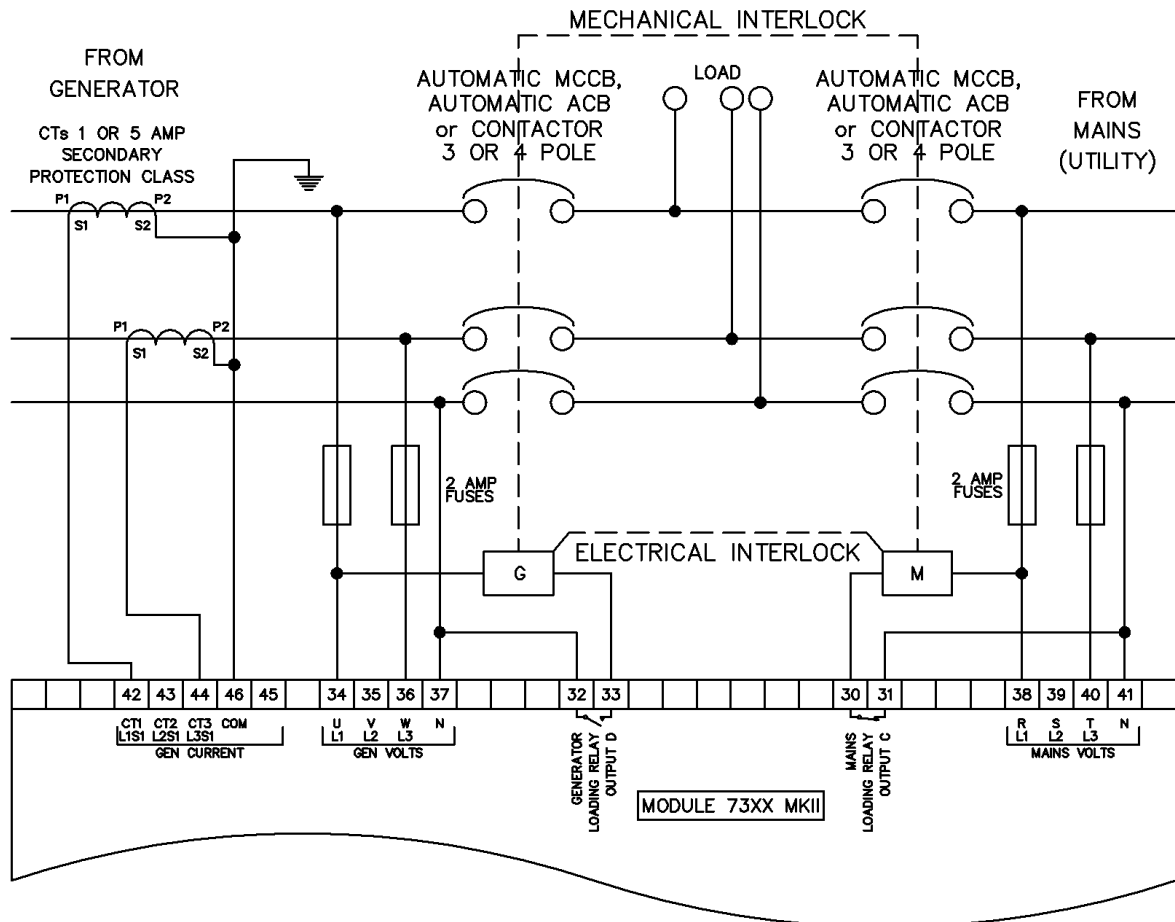 MECHANICAL INTERLOCK
FROM
GENERATOR
CTs 1 OR 5 AMP
SECONDARY
PROTECTION CLASS
AUTOMATIC MCCB,
AUTOMATIC ACB
or CONTACTOR
3 OR 4 POLE
LOAD
AUTOMATIC MCCB,
AUTOMATIC ACB
or CONTACTOR
3 OR 4 POLE
FROM
MAINS
(UTILITY)
P1 P2
S1 S2
P1 P2
S1 S2
2 AMP
FUSES
2 AMP
FUSES
ELECTRICAL INTERLOCK
G
M
42 43 44 46 45 34 35 36 37 32 33 30 31 38 39 40 41
CT1 CT2 CT3 COM
L1S1 L2S1 L3S1
GEN CURRENT
U V W N
L1 L2 L3
GEN VOLTS
GENERATOR
LOADING RELAY
OUTPUT D
MAINS
LOADING RELAY
OUTPUT C
R S T N
L1 L2 L3
MAINS VOLTS
MODULE 73XX MKII